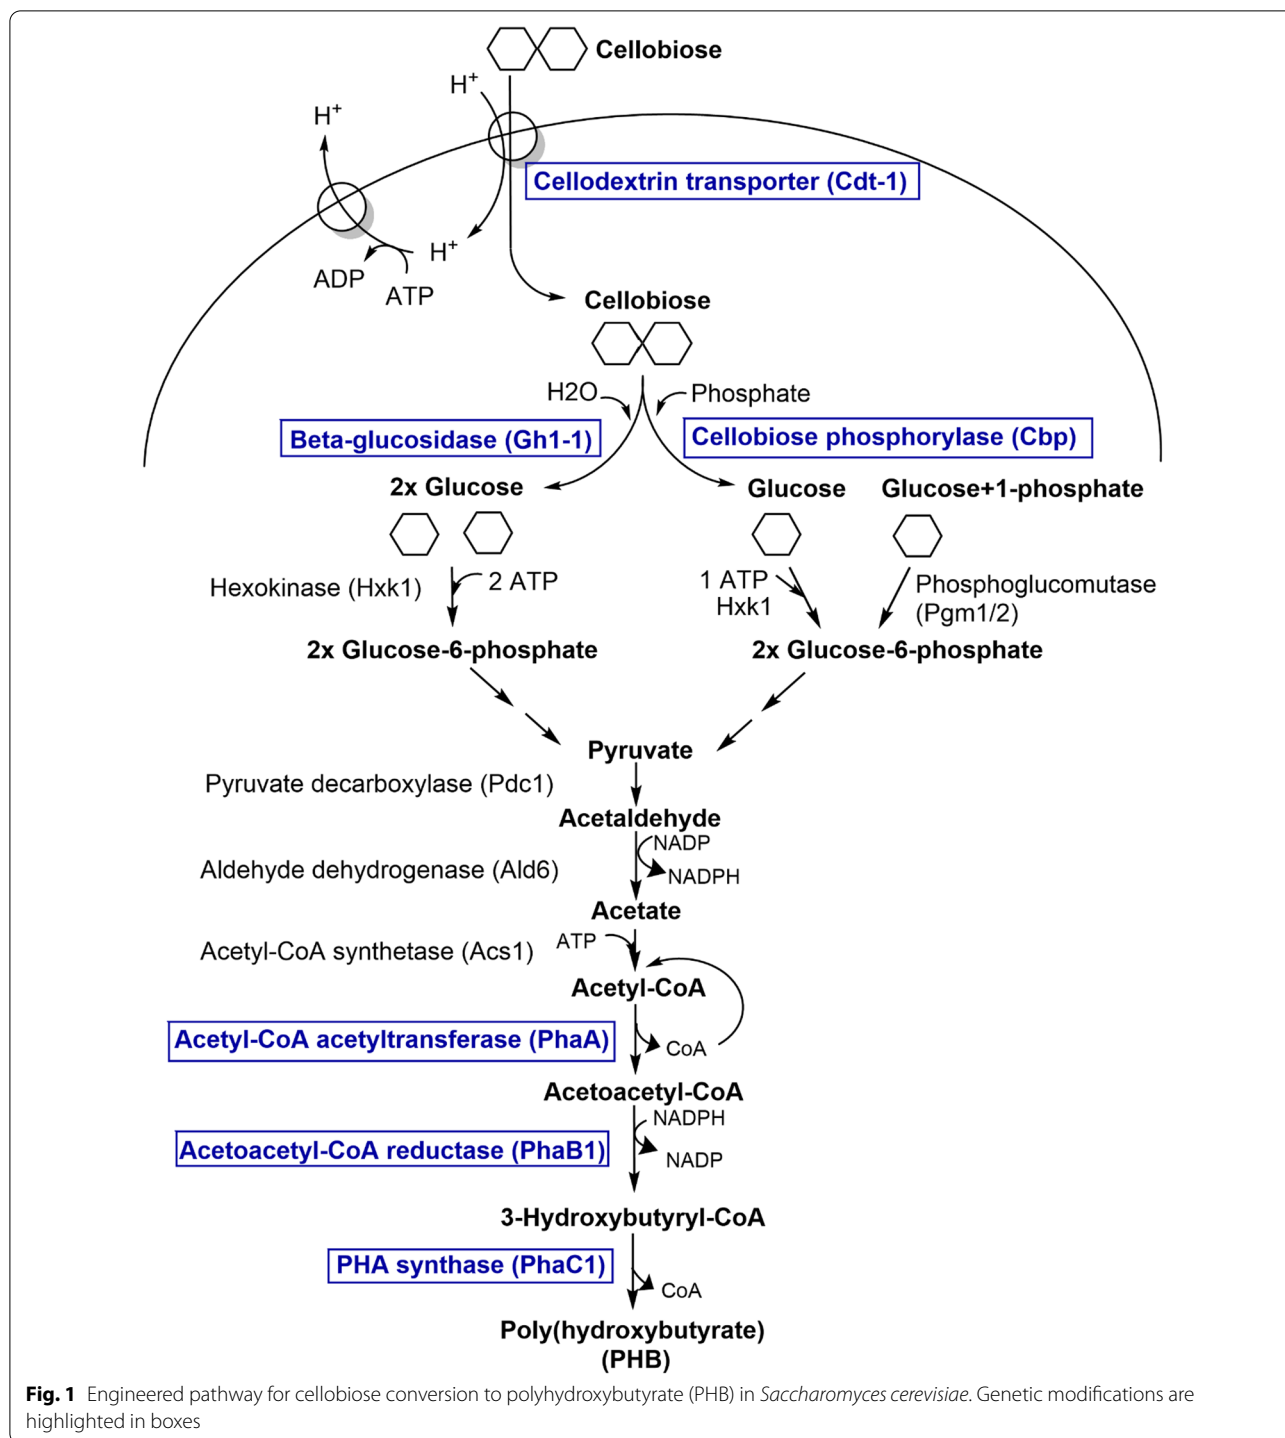 Cellobiose
H+
H+
Cellodextrin transporter (Cdt-1)
H+
ADP
ATP
Cellobiose
H2O
Phosphate
Beta-glucosidase (Gh1-1)
Cellobiose phosphorylase (Cbp)
2x Glucose
Glucose
Glucose+1-phosphate
Hexokinase (Hxk1)
2 ATP
1 ATP
Hxk1
Phosphoglucomutase
(Pgm1/2)
2x Glucose-6-phosphate
2x Glucose-6-phosphate
Pyruvate
Pyruvate decarboxylase (Pdc1)
Acetaldehyde
NADP
Aldehyde dehydrogenase (Ald6)
NADPH
Acetate
ATP
Acetyl-CoA synthetase (Acs1)
Acetyl-CoA
Acetyl-CoA acetyltransferase (PhaA)
CoA
Acetoacetyl-CoA
NADPH
Acetoacetyl-CoA reductase (PhaB1)
NADP
3-Hydroxybutyryl-CoA
PHA synthase (PhaC1)
CoA
Poly(hydroxybutyrate)
(PHB)
Fig. 1 Engineered pathway for cellobiose conversion to polyhydroxybutyrate (PHB) in Saccharomyces cerevisiae. Genetic modifications are
highlighted in boxes